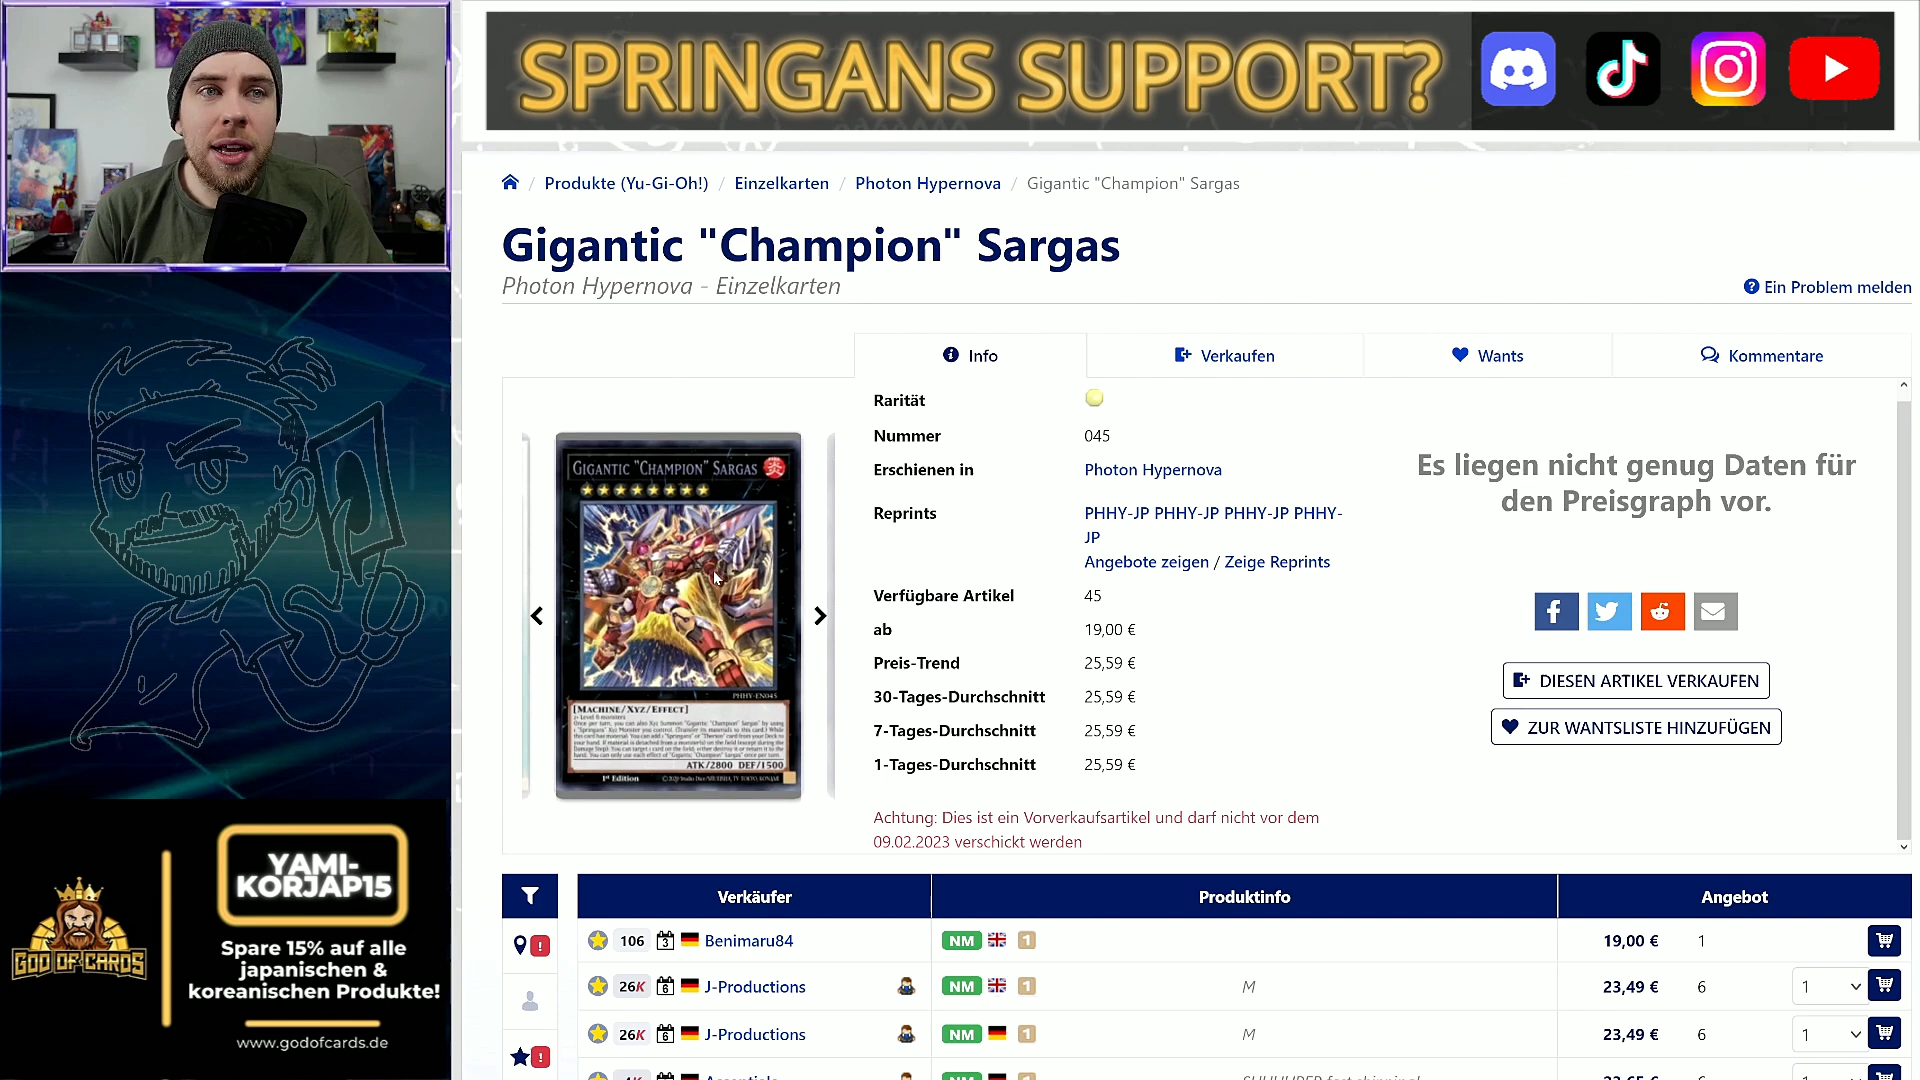 SPRINGANS SUPPORT?
Produkte (Yu-Gi-Oh!) / Einzelkarten / Photon Hypernova / Gigantic "Champion" Sargas
Gigantic "Champion" Sargas
Photon Hypernova - Einzelkarten
Ein Problem melden
Info
Verkaufen
Wants
Kommentare
GIGANTIC "CHAMPION" SARGAS
PHHY-EN045
[MACHINE/XYZ/EFFECT]
ATK/2800 DEF/1500
1st Edition
Rarität
Nummer 045
Erschienen in Photon Hypernova
Reprints PHHY-JP PHHY-JP PHHY-JP PHHY-
JP
Angebote zeigen / Zeige Reprints
Verfügbare Artikel 45
ab 19,00 €
Preis-Trend 25,59 €
30-Tages-Durchschnitt 25,59 €
7-Tages-Durchschnitt 25,59 €
1-Tages-Durchschnitt 25,59 €
Achtung: Dies ist ein Vorverkaufsartikel und darf nicht vor dem
09.02.2023 verschickt werden
Es liegen nicht genug Daten für
den Preisgraph vor.
DIESEN ARTIKEL VERKAUFEN
ZUR WANTSLISTE HINZUFÜGEN
Verkäufer Produktinfo Angebot
106 3 Benimaru84 NM 1 19,00 € 1
26K 6 J-Productions NM 1 M 23,49 € 6 1
26K 6 J-Productions NM 1 M 23,49 € 6 1
GOD OF CARDS
YAMI-
KORJAP15
Spare 15% auf alle
japanischen &
koreanischen Produkte!
www.godofcards.de